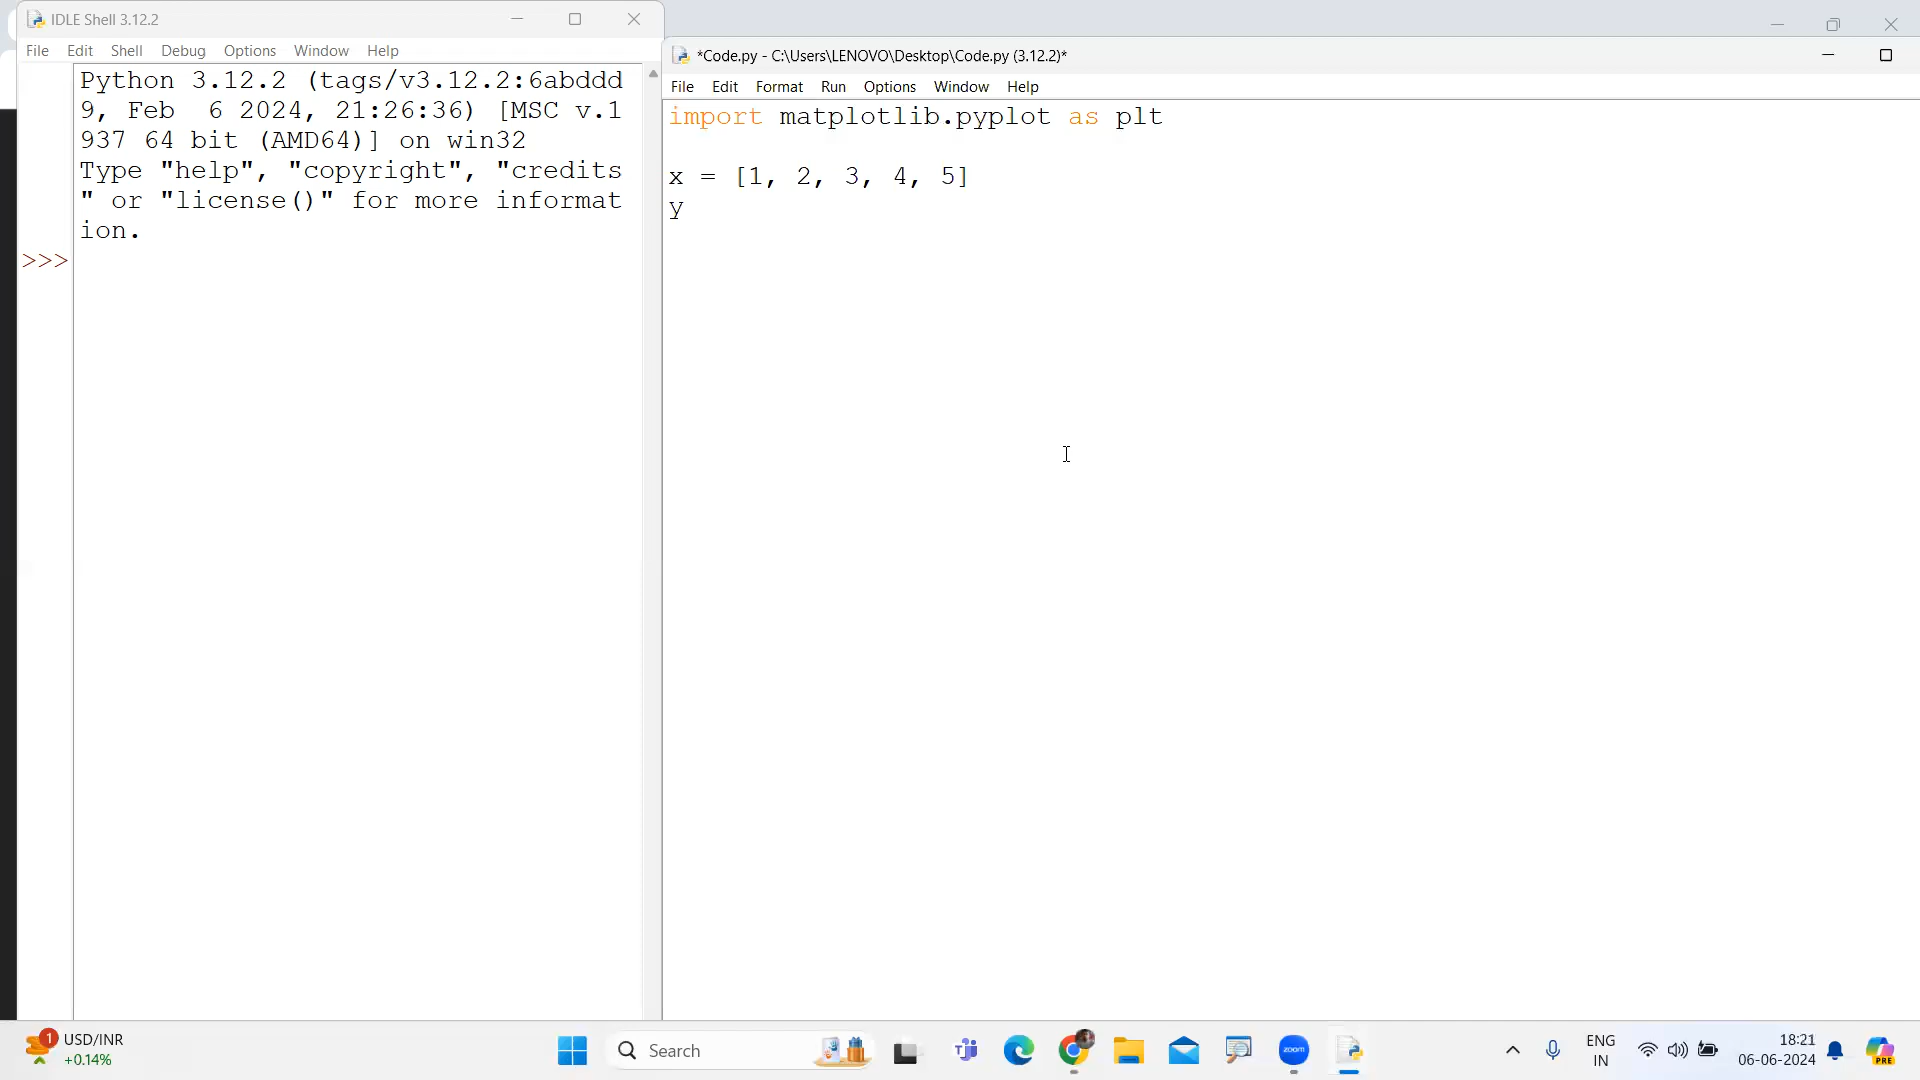 IDLE Shell 3.12.2
File Edit Shell Debug Options Window Help
Python 3.12.2 (tags/v3.12.2:6abddd
9, Feb  6 2024, 21:26:36) [MSC v.1
937 64 bit (AMD64)] on win32
Type "help", "copyright", "credits
" or "license()" for more informat
ion.
>>>
*Code.py - C:\Users\LENOVO\Desktop\Code.py (3.12.2)*
File Edit Format Run Options Window Help
import matplotlib.pyplot as plt
x = [1, 2, 3, 4, 5]
y
1
USD/INR
+0.14%
Search
zoom
ENG
IN
18:21
06-06-2024
PRE